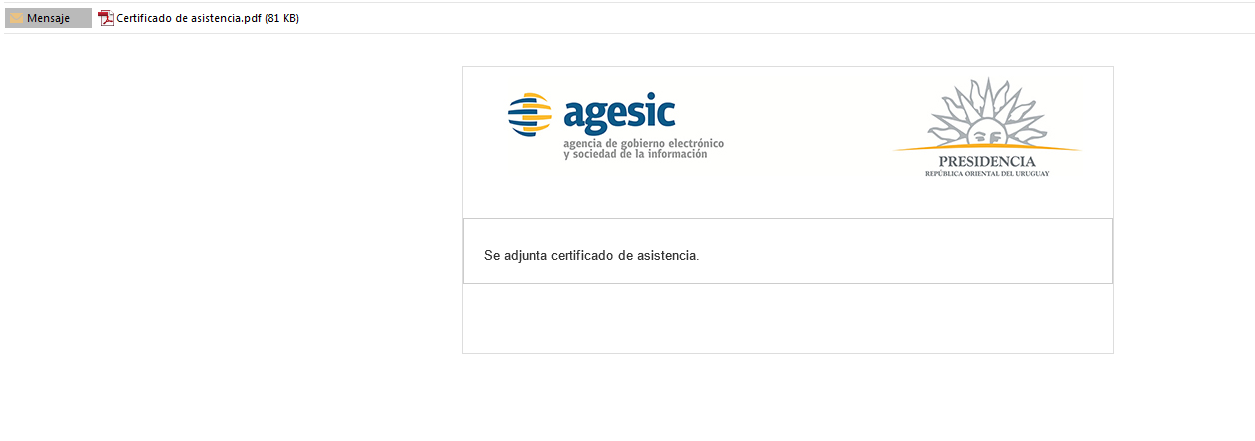 Mensaje
Certificado de asistencia.pdf (81 KB)
agesic
agencia de gobierno electrónico
y sociedad de la información
PRESIDENCIA
REPÚBLICA ORIENTAL DEL URUGUAY
Se adjunta certificado de asistencia.